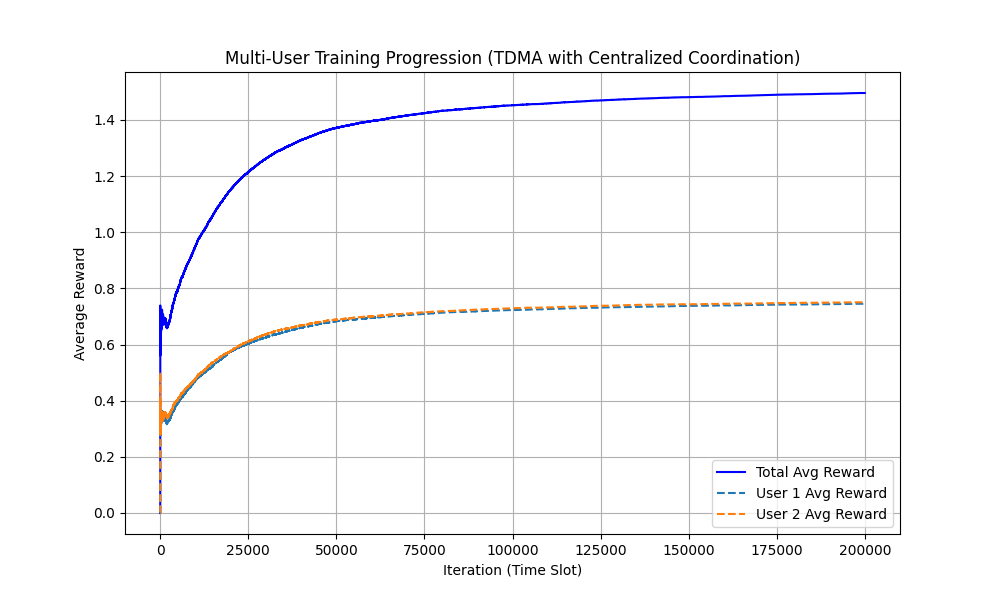 Multi-User Training Progression (TDMA with Centralized Coordination)
Average Reward
1.4
1.2
1.0
0.8
0.6
0.4
0.2
0.0
Total Avg Reward
User 1 Avg Reward
User 2 Avg Reward
0 25000 50000 75000 100000 125000 150000 175000 200000
Iteration (Time Slot)